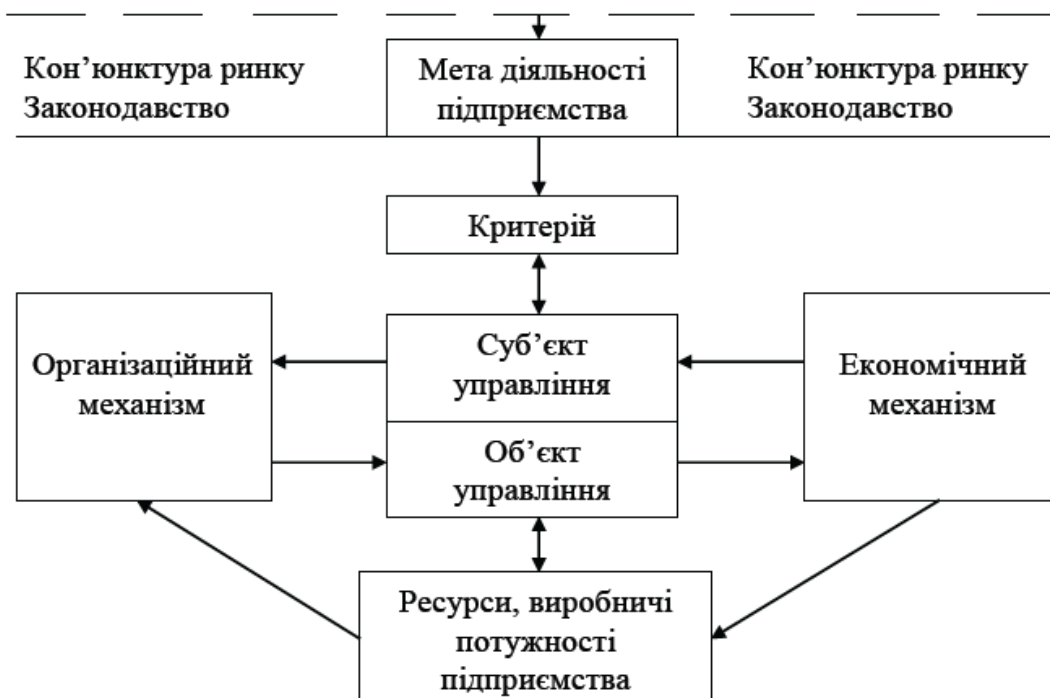 Кон’юнктура ринку
Законодавство
Мета діяльності
підприємства
Кон’юнктура ринку
Законодавство
Критерій
Організаційний
механізм
Суб’єкт
управління
Економічний
механізм
Об’єкт
управління
Ресурси, виробничі
потужності
підприємства